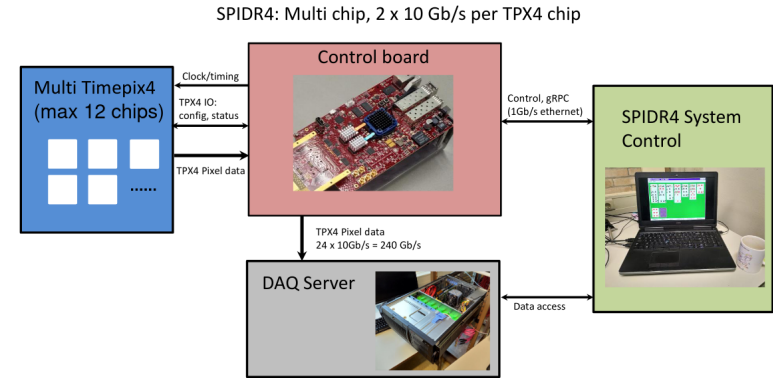 SPIDR4: Multi chip, 2 x 10 Gb/s per TPX4 chip
Control board
Multi Timepix4
(max 12 chips)
......
Clock/timing
TPX4 IO:
config, status
TPX4 Pixel data
Control, gRPC
(1Gb/s ethernet)
SPIDR4 System
Control
TPX4 Pixel data
24 x 10Gb/s = 240 Gb/s
DAQ Server
Data access